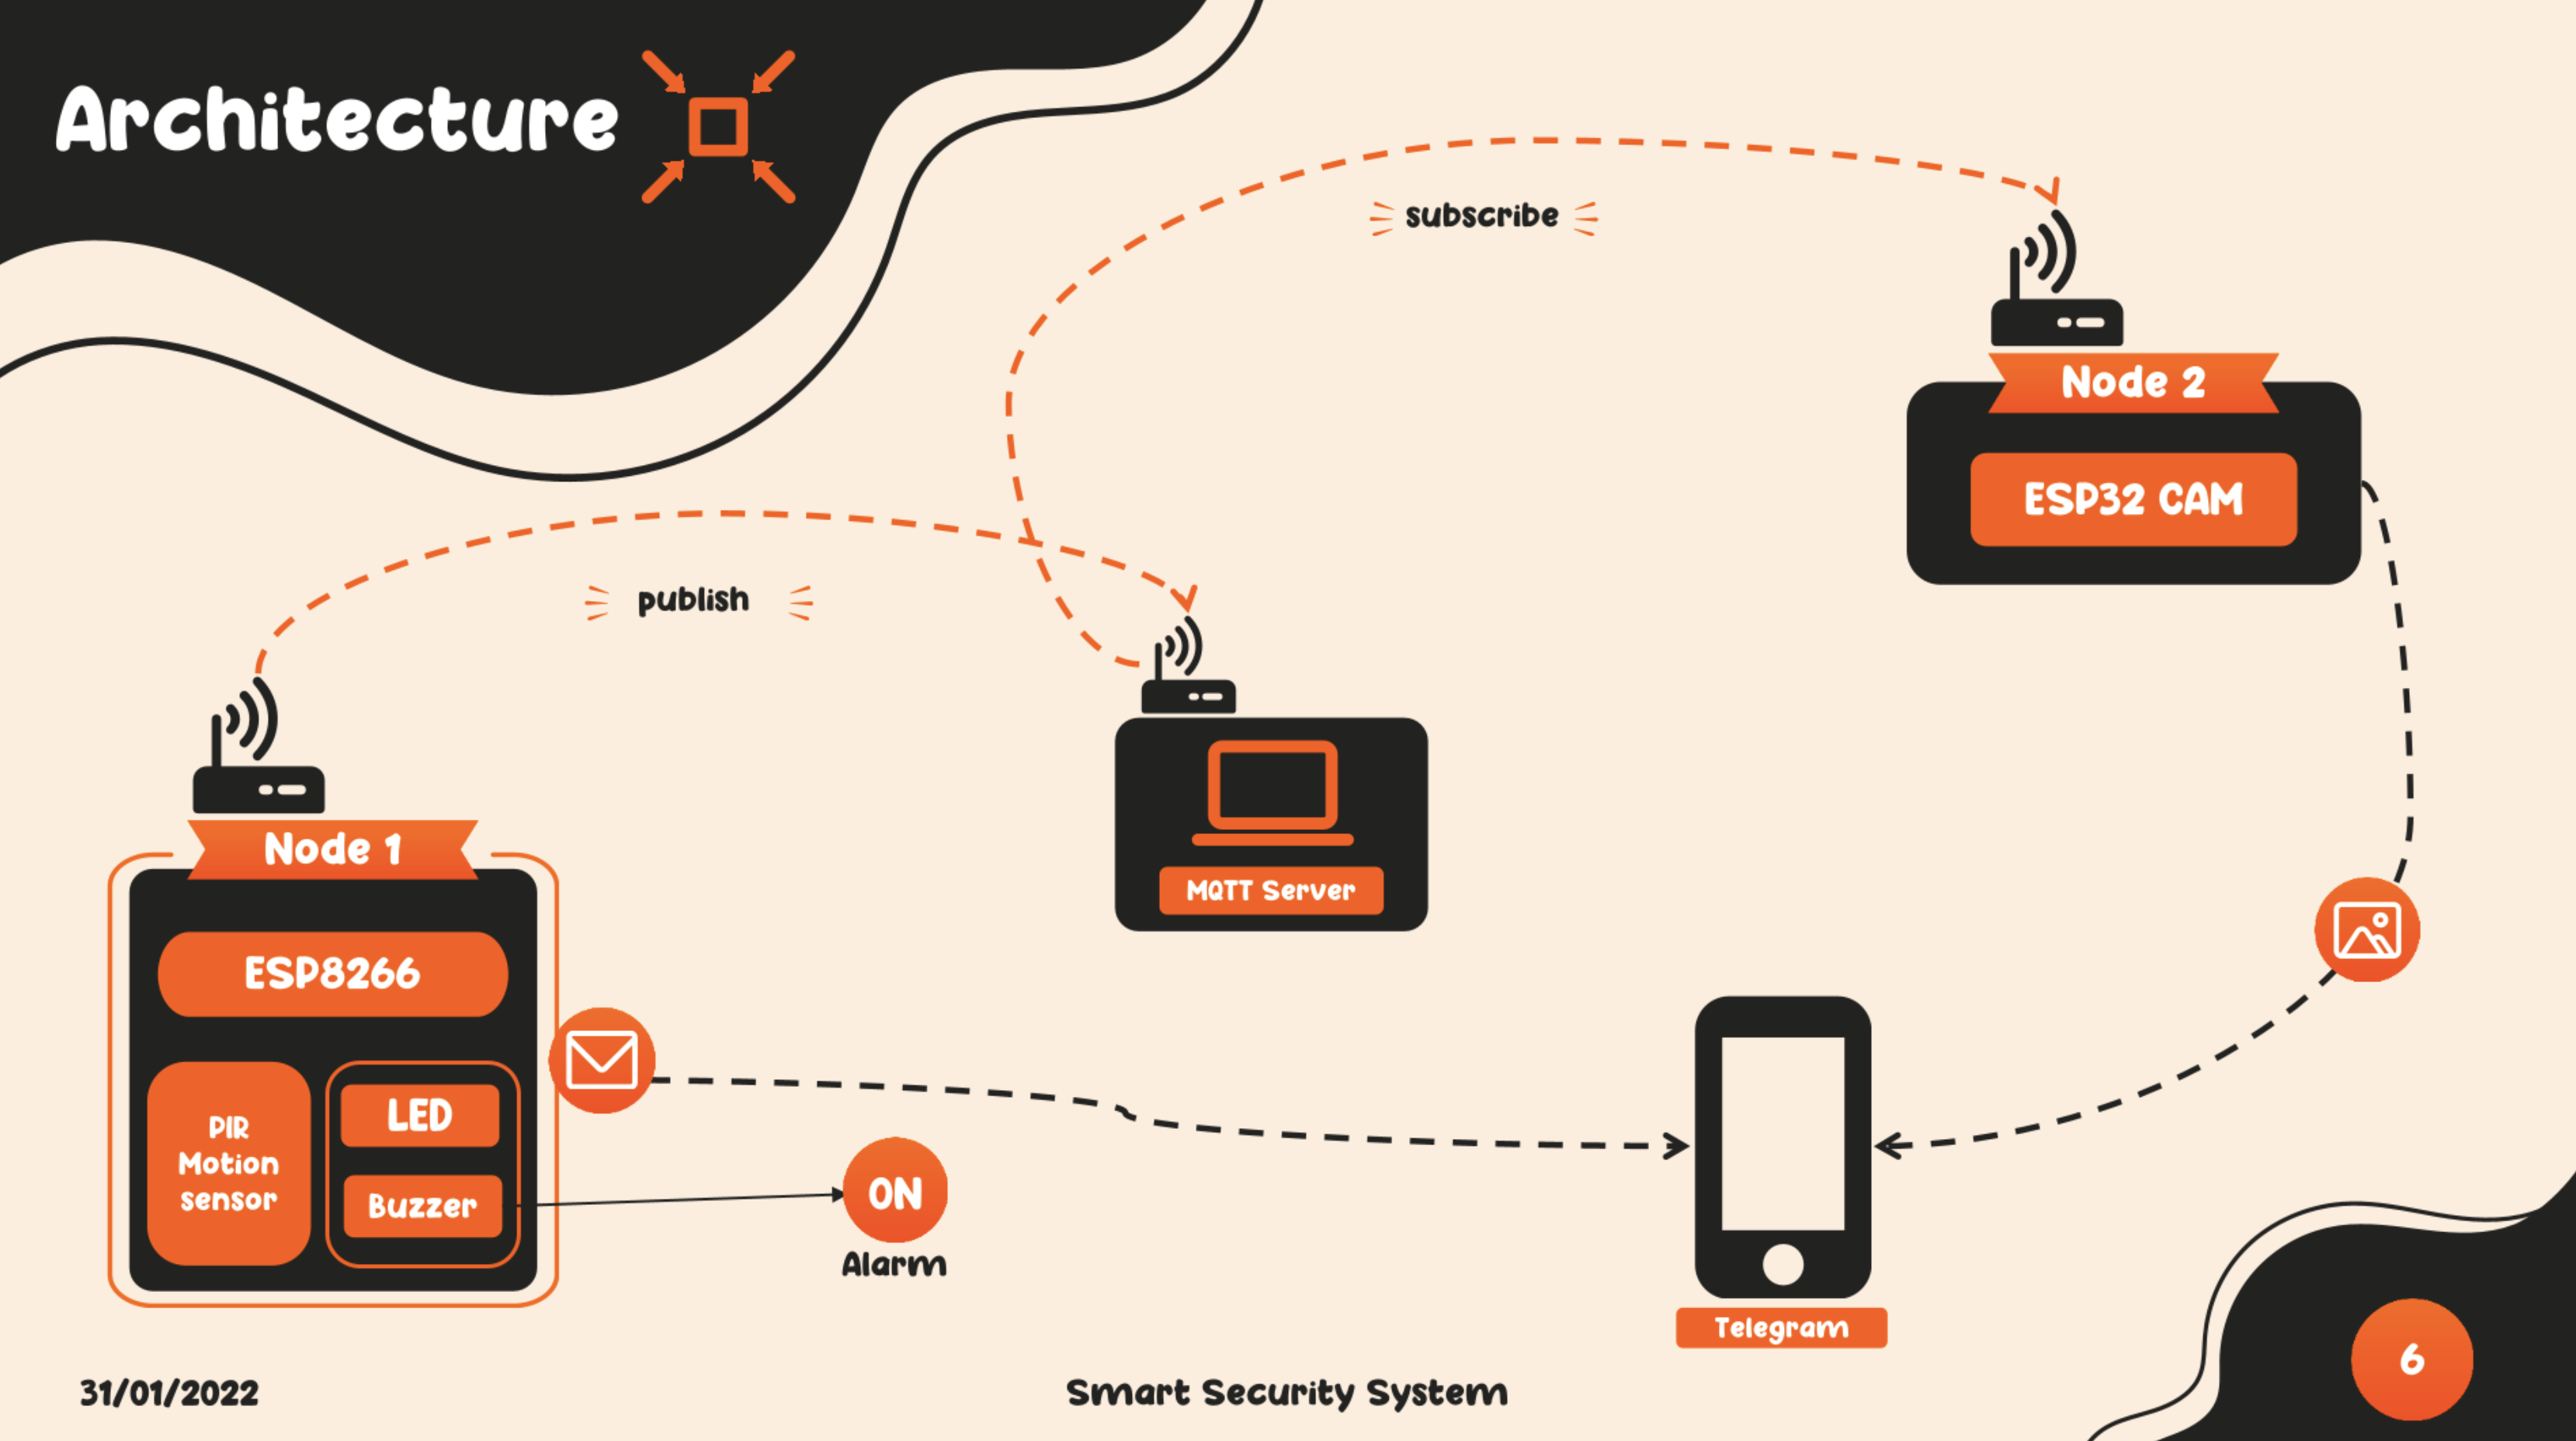 Architecture
subscribe
Node 2
ESP32 CAM
publish
Node 1
MQTT Server
ESP8266
PIR
Motion
sensor
LED
Buzzer
ON
Alarm
Telegram
31/01/2022
Smart Security System
6